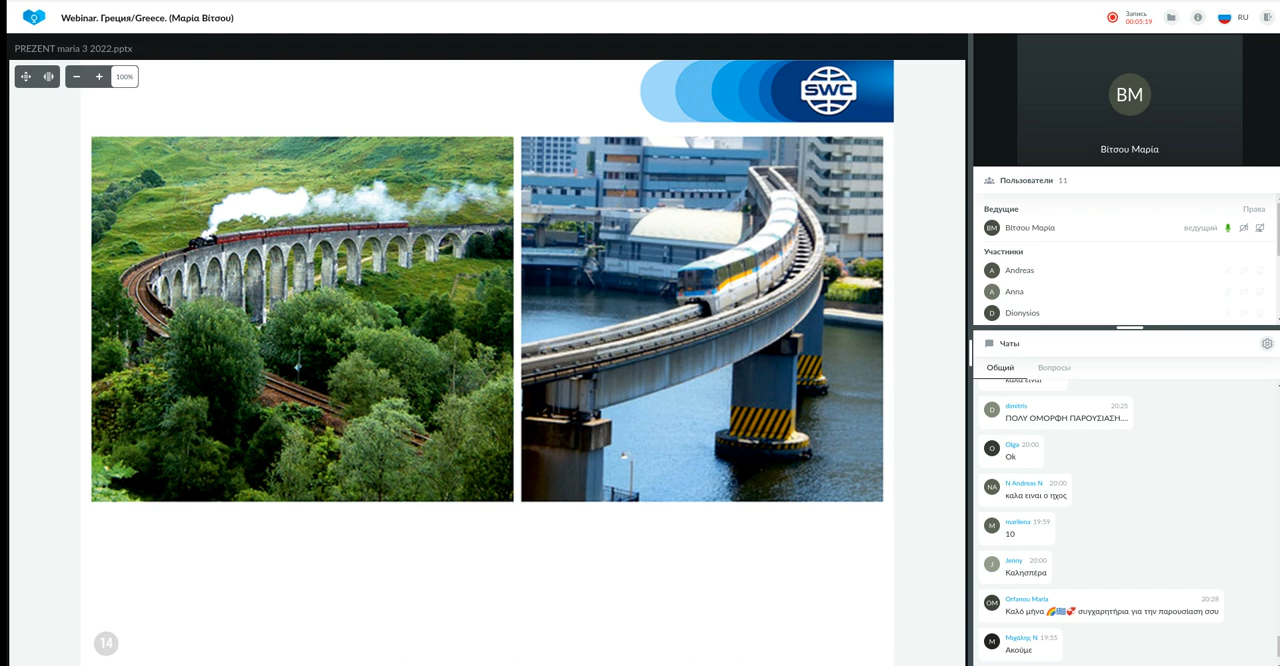 Webinar. Греция/Greece. (Μαρία Βίτσου)
Запись
00:05:19
RU
PREZENT maria 3 2022.pptx
100%
SWC
14
BM
Βίτσου Μαρία
Пользователи 11
Ведущие Права
BM Βίτσου Μαρία ведущий
Участники
A Andreas
A Anna
D Dionysios
Чаты
Общий Вопросы
καλα ειναι
D dimitris 20:25
ΠΟΛΥ ΟΜΟΡΦΗ ΠΑΡΟΥΣΙΑΣΗ....
O Olga 20:00
Ok
NA N Andreas N 20:00
καλα ειναι ο ηχος
M marilena 19:59
10
J Jenny 20:00
Καλησπέρα
OM Orfanou Maria 20:28
Καλό μήνα 🌈🇬🇷💞 συγχαρητήρια για την παρουσίαση σου
M Μιχάλης Ν 19:55
Ακούμε